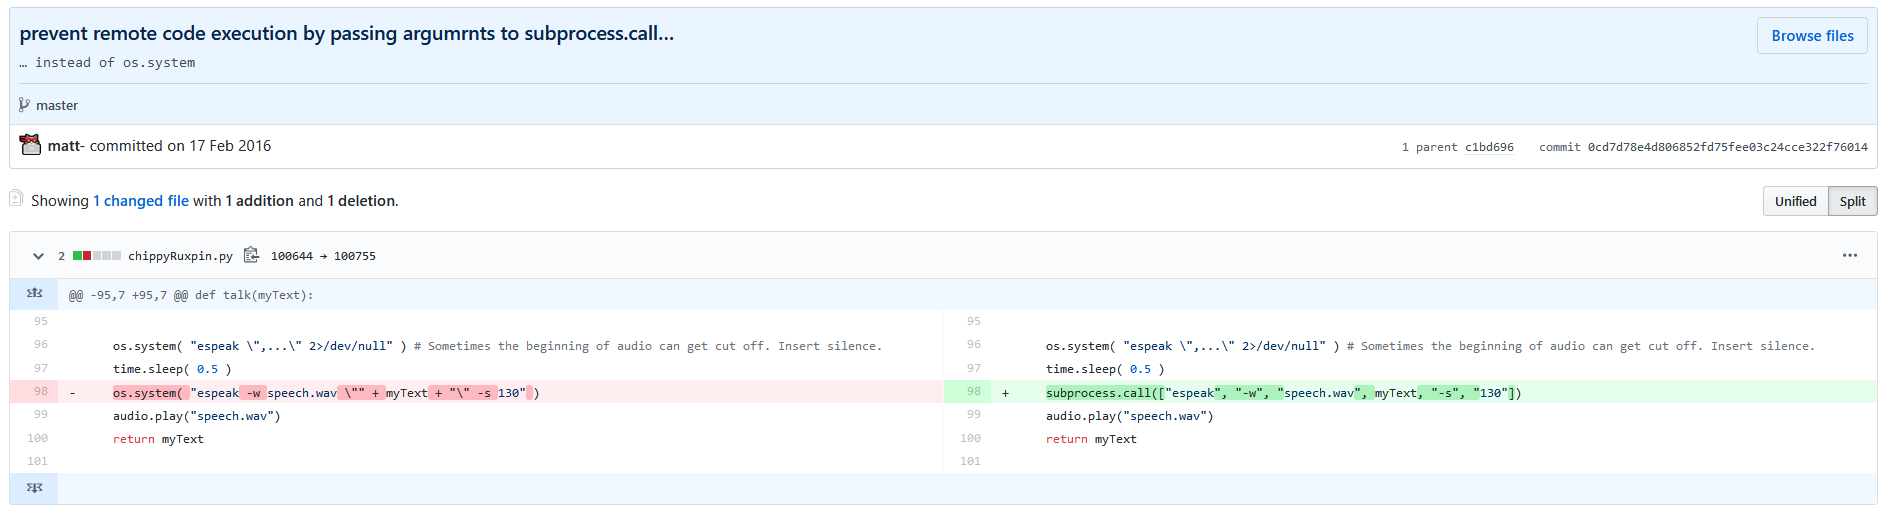 prevent remote code execution by passing argumrnts to subprocess.call...
Browse files
… instead of os.system
master
matt- committed on 17 Feb 2016
1 parent c1bd696 commit 0cd7d78e4d806852fd75fee03c24cce322f76014
Showing 1 changed file with 1 addition and 1 deletion.
Unified Split
2 chippyRuxpin.py 100644 → 100755
@@ -95,7 +95,7 @@ def talk(myText):
95 95
96 os.system( "espeak \",...\" 2>/dev/null" ) # Sometimes the beginning of audio can get cut off. Insert silence. 96 os.system( "espeak \",...\" 2>/dev/null" ) # Sometimes the beginning of audio can get cut off. Insert silence.
97 time.sleep( 0.5 ) 97 time.sleep( 0.5 )
98 - os.system( "espeak -w speech.wav \"" + myText + "\" -s 130" ) 98 + subprocess.call(["espeak", "-w", "speech.wav", myText, "-s", "130"])
99 audio.play("speech.wav") 99 audio.play("speech.wav")
100 return myText 100 return myText
101 101